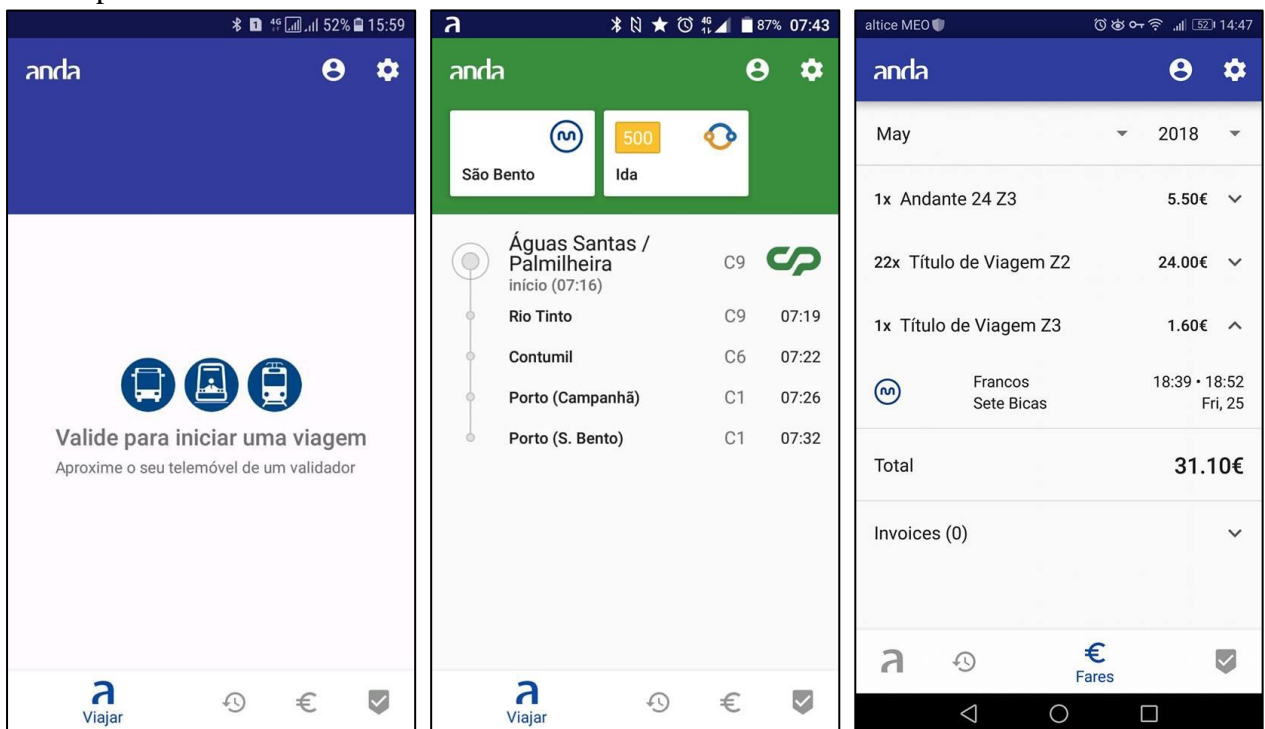 4G 52% 15:59
anda
Valide para iniciar uma viagem
Aproxime o seu telemóvel de um validador
a
Viajar
€
a 4G 87% 07:43
anda
São Bento
500
Ida
Águas Santas /
Palmilheira
C9
início (07:16)
Rio Tinto C9 07:19
Contumil C6 07:22
Porto (Campanhã) C1 07:26
Porto (S. Bento) C1 07:32
a
Viajar
€
altice MEO 52 14:47
anda
May 2018
1x Andante 24 Z3 5.50€
22x Título de Viagem Z2 24.00€
1x Título de Viagem Z3 1.60€
Francos 18:39 • 18:52
Sete Bicas Fri, 25
Total 31.10€
Invoices (0)
a €
Fares